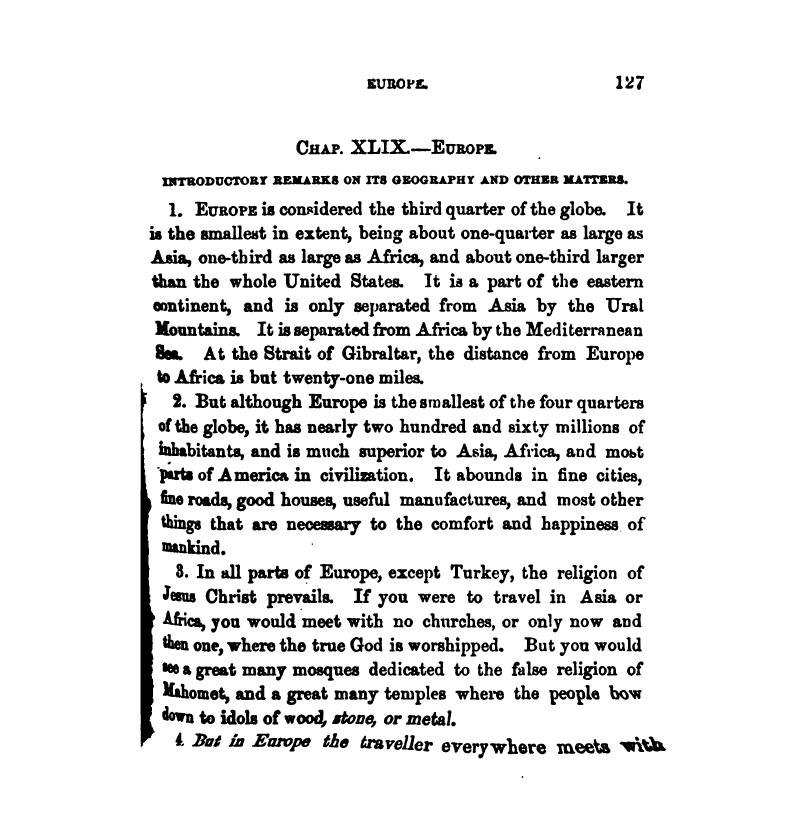 EUROPE. 127
CHAP. XLIX.—EUROPE.
INTRODUCTORY REMARKS ON ITS GEOGRAPHY AND OTHER MATTERS.
1. EUROPE is considered the third quarter of the globe. It
is the smallest in extent, being about one-quarter as large as
Asia, one-third as large as Africa, and about one-third larger
than the whole United States. It is a part of the eastern
continent, and is only separated from Asia by the Ural
Mountains. It is separated from Africa by the Mediterranean
Sea. At the Strait of Gibraltar, the distance from Europe
to Africa is but twenty-one miles.
2. But although Europe is the smallest of the four quarters
of the globe, it has nearly two hundred and sixty millions of
inhabitants, and is much superior to Asia, Africa, and most
parts of America in civilization. It abounds in fine cities,
fine roads, good houses, useful manufactures, and most other
things that are necessary to the comfort and happiness of
mankind.
3. In all parts of Europe, except Turkey, the religion of
Jesus Christ prevails. If you were to travel in Asia or
Africa, you would meet with no churches, or only now and
then one, where the true God is worshipped. But you would
see a great many mosques dedicated to the false religion of
Mahomet, and a great many temples where the people bow
down to idols of wood, stone, or metal.
4. But in Europe the traveller everywhere meets with